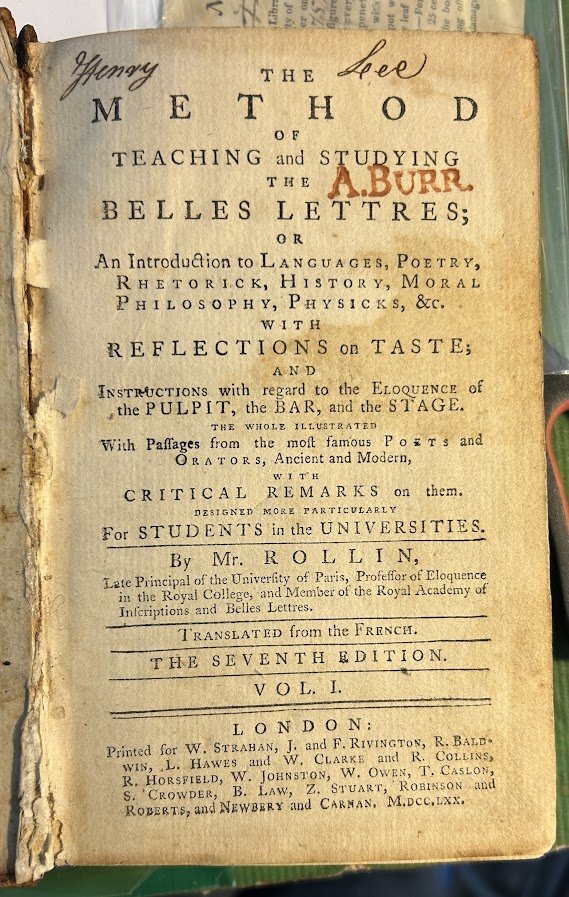 Henry Lee
THE
METHOD
OF
TEACHING and STUDYING
THE
A.BURR.
BELLES LETTRES;
OR
An Introduction to LANGUAGES, POETRY,
RHETORICK, HISTORY, MORAL
PHILOSOPHY, PHYSICKS, &c.
WITH
REFLECTIONS on TASTE;
AND
INSTRUCTIONS with regard to the ELOQUENCE of
the PULPIT, the BAR, and the STAGE.
THE WHOLE ILLUSTRATED
With Paſſages from the moſt famous POETS and
ORATORS, Ancient and Modern,
WITH
CRITICAL REMARKS on them.
DESIGNED MORE PARTICULARLY
For STUDENTS in the UNIVERSITIES.
By Mr. ROLLIN,
Late Principal of the Univerſity of Paris, Profeſſor of Eloquence
in the Royal College, and Member of the Royal Academy of
Inſcriptions and Belles Lettres.
TRANSLATED from the FRENCH.
THE SEVENTH EDITION.
VOL. I.
LONDON:
Printed for W. STRAHAN, J. and F. RIVINGTON, R. BALD-
WIN, L. HAWES and W. CLARKE and R. COLLINS,
R. HORSFIELD, W. JOHNSTON, W. OWEN, T. CASLON,
S. CROWDER, B. LAW, Z. STUART, ROBINSON and
ROBERTS, and NEWBERY and CARNAN. M.DCC.LXX.